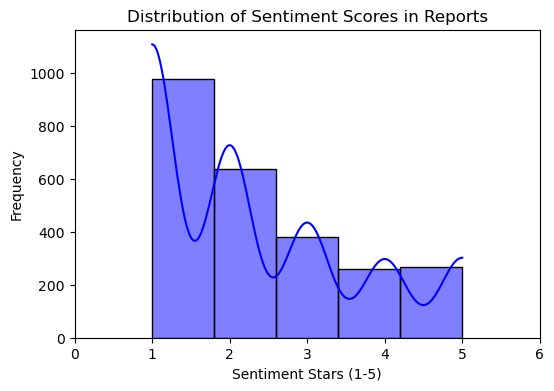 Distribution of Sentiment Scores in Reports
Frequency
1000
800
600
400
200
0
0 1 2 3 4 5 6
Sentiment Stars (1-5)